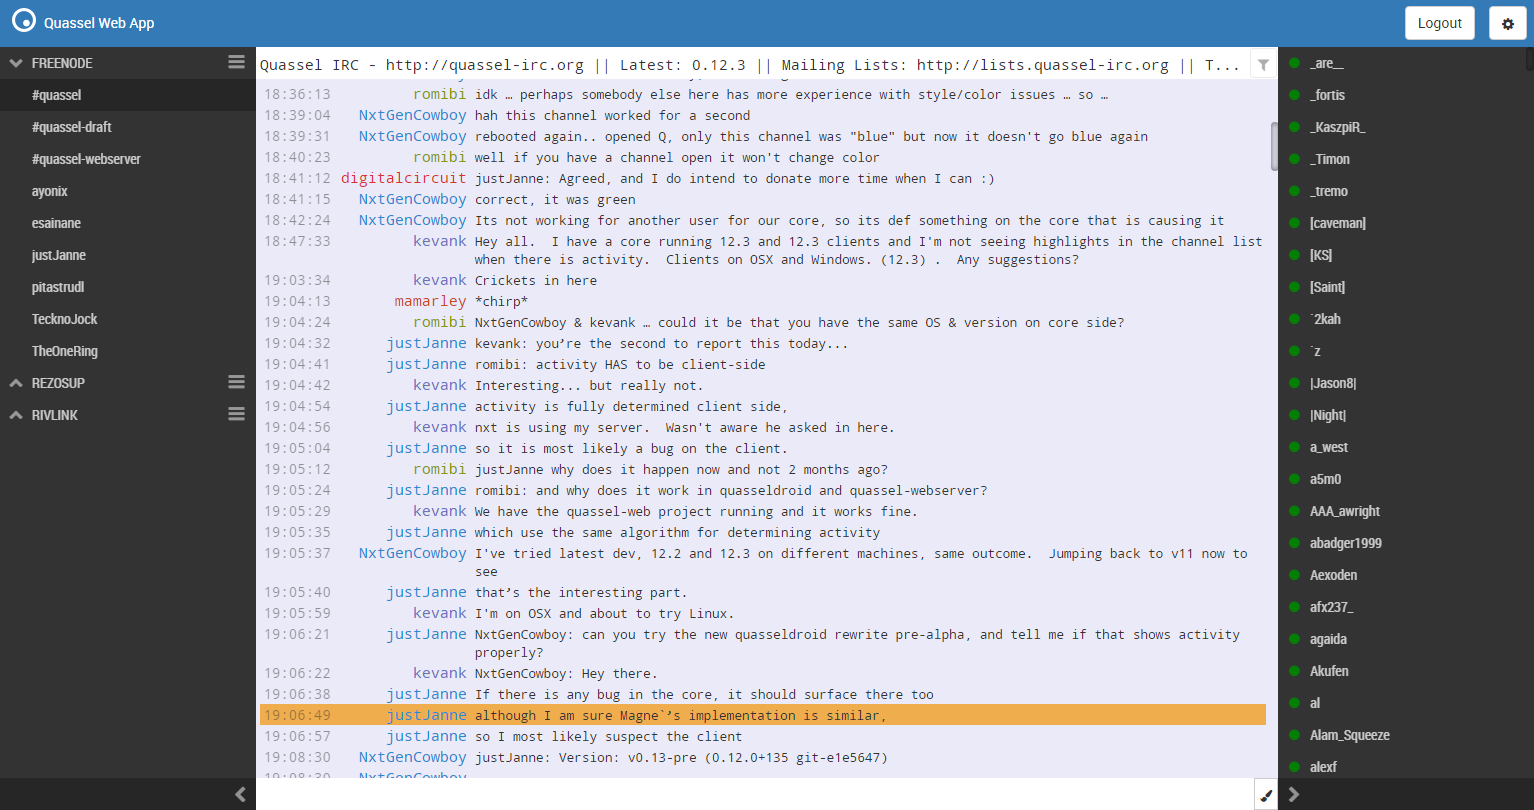 Quassel Web App
Logout
FREENODE
#quassel
#quassel-draft
#quassel-webserver
ayonix
esainane
justJanne
pitastrudl
TecknoJock
TheOneRing
REZOSUP
RIVLINK
Quassel IRC - http://quassel-irc.org || Latest: 0.12.3 || Mailing Lists: http://lists.quassel-irc.org || T...
18:36:13 romibi idk … perhaps somebody else here has more experience with style/color issues … so …
18:39:04 NxtGenCowboy hah this channel worked for a second
18:39:31 NxtGenCowboy rebooted again.. opened Q, only this channel was "blue" but now it doesn't go blue again
18:40:23 romibi well if you have a channel open it won't change color
18:41:12 digitalcircuit justJanne: Agreed, and I do intend to donate more time when I can :)
18:41:15 NxtGenCowboy correct, it was green
18:42:24 NxtGenCowboy Its not working for another user for our core, so its def something on the core that is causing it
18:47:33 kevank Hey all.  I have a core running 12.3 and 12.3 clients and I'm not seeing highlights in the channel list
when there is activity.  Clients on OSX and Windows. (12.3) .  Any suggestions?
19:03:34 kevank Crickets in here
19:04:13 mamarley *chirp*
19:04:24 romibi NxtGenCowboy & kevank … could it be that you have the same OS & version on core side?
19:04:32 justJanne kevank: you’re the second to report this today...
19:04:41 justJanne romibi: activity HAS to be client-side
19:04:42 kevank Interesting... but really not.
19:04:54 justJanne activity is fully determined client side,
19:04:56 kevank nxt is using my server.  Wasn't aware he asked in here.
19:05:04 justJanne so it is most likely a bug on the client.
19:05:12 romibi justJanne why does it happen now and not 2 months ago?
19:05:24 justJanne romibi: and why does it work in quasseldroid and quassel-webserver?
19:05:29 kevank We have the quassel-web project running and it works fine.
19:05:35 justJanne which use the same algorithm for determining activity
19:05:37 NxtGenCowboy I've tried latest dev, 12.2 and 12.3 on different machines, same outcome.  Jumping back to v11 now to
see
19:05:40 justJanne that’s the interesting part.
19:05:59 kevank I'm on OSX and about to try Linux.
19:06:21 justJanne NxtGenCowboy: can you try the new quasseldroid rewrite pre-alpha, and tell me if that shows activity
properly?
19:06:22 kevank NxtGenCowboy: Hey there.
19:06:38 justJanne If there is any bug in the core, it should surface there too
19:06:49 justJanne although I am sure Magne`’s implementation is similar,
19:06:57 justJanne so I most likely suspect the client
19:08:30 NxtGenCowboy justJanne: Version: v0.13-pre (0.12.0+135 git-e1e5647)
19:08:30 NxtGenCowboy
_are__
_fortis
_KaszpiR_
_Timon
_tremo
[caveman]
[KS]
[Saint]
`2kah
`z
|Jason8|
|Night|
a_west
a5m0
AAA_awright
abadger1999
Aexoden
afx237_
agaida
Akufen
al
Alam_Squeeze
alexf